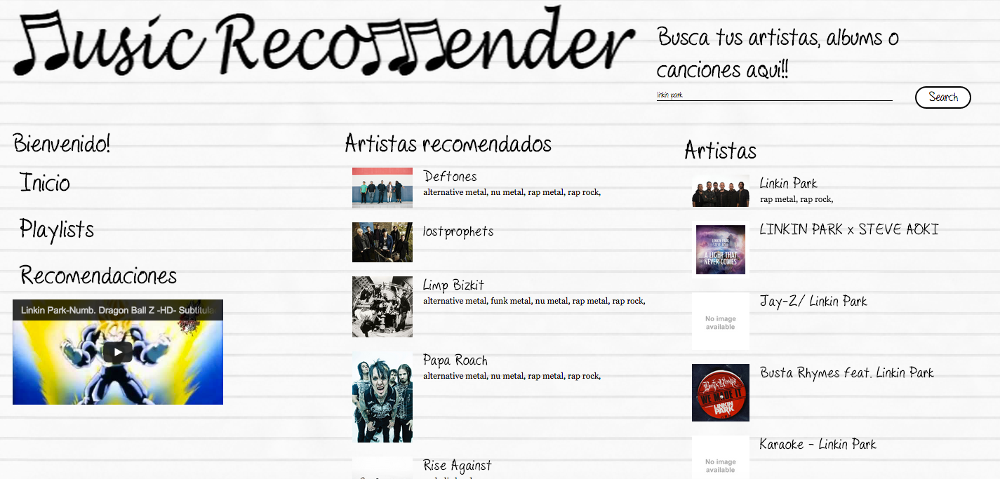 Music Recommender
Busca tus artistas, albums o
canciones aqui!!
linkin park
Search
Bienvenido!
Inicio
Playlists
Recomendaciones
Linkin Park-Numb. Dragon Ball Z -HD- Subtitula
Artistas recomendados
Deftones
alternative metal, nu metal, rap metal, rap rock,
lostprophets
Limp Bizkit
alternative metal, funk metal, nu metal, rap metal, rap rock,
Papa Roach
alternative metal, nu metal, rap metal, rap rock,
Rise Against
Artistas
Linkin Park
rap metal, rap rock,
LINKIN PARK x STEVE AOKI
LINKIN PARK
STEVE AOKI
A LIGHT THAT
NEVER COMES
Jay-Z/ Linkin Park
No image
available
Busta Rhymes feat. Linkin Park
Busta Rhymes
WE MADE IT
LINKIN
PARK
Karaoke - Linkin Park
No image
available